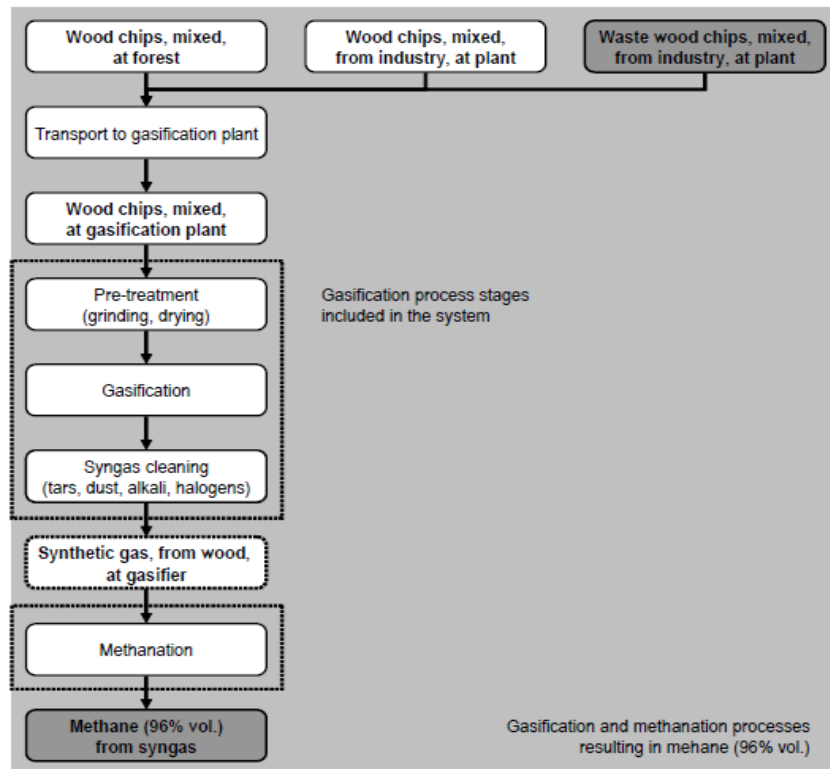 Wood chips, mixed,
at forest
Wood chips, mixed,
from industry, at plant
Waste wood chips, mixed,
from industry, at plant
Transport to gasification plant
Wood chips, mixed,
at gasification plant
Pre-treatment
(grinding, drying)
Gasification process stages
included in the system
Gasification
Syngas cleaning
(tars, dust, alkali, halogens)
Synthetic gas, from wood,
at gasifier
Methanation
Methane (96% vol.)
from syngas
Gasification and methanation processes
resulting in mehane (96% vol.)